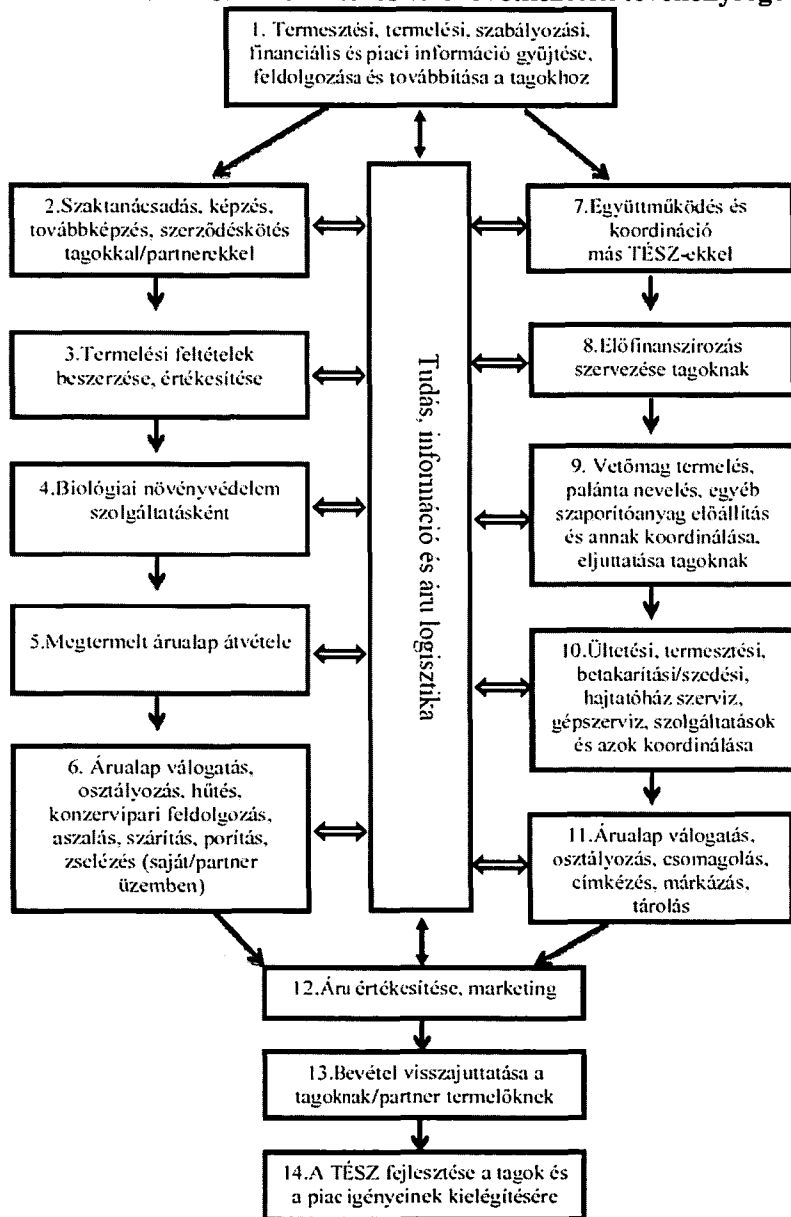 1. Termesztési, termelési, szabályozási,
financiális és piaci információ gyűjtése,
feldolgozása és továbbítása a tagokhoz
2.Szaktanácsadás, képzés,
továbbképzés, szerződéskötés
tagokkal/partnerekkel
3.Termelési feltételek
beszerzése, értékesítése
4.Biológiai növényvédelem
szolgáltatásként
5.Megtermelt árualap átvétele
6. Árualap válogatás,
osztályozás, hűtés,
konzervipari feldolgozás,
aszalás, szárítás, porítás,
zselézés (saját/partner
üzemben)
Tudás, információ és áru logisztika
7.Együttműködés és
koordináció
más TÉSZ-ekkel
8.Előfinanszírozás
szervezése tagoknak
9. Vetőmag termelés,
palánta nevelés, egyéb
szaporítóanyag előállítás
és annak koordinálása,
eljuttatása tagoknak
10.Ültetési, termesztési,
betakarítási/szedési,
hajtatóház szerviz,
gépszerviz, szolgáltatások
és azok koordinálása
11.Árualap válogatás,
osztályozás, csomagolás,
címkézés, márkázás,
tárolás
12.Áru értékesítése, marketing
13.Bevétel visszajuttatása a
tagoknak/partner termelőknek
14.A TÉSZ fejlesztése a tagok és
a piac igényeinek kielégítésére